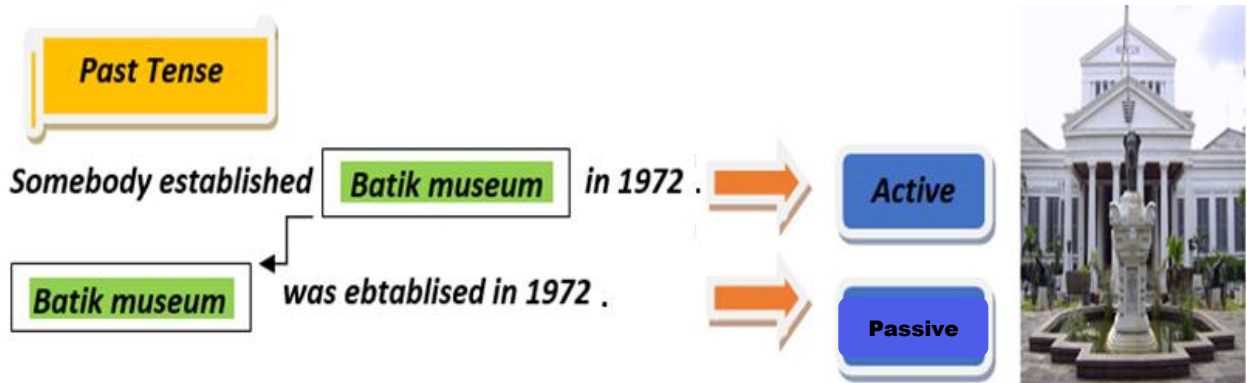 Past Tense
Somebody established Batik museum in 1972 .
Active
Batik museum was ebtablised in 1972 .
Passive